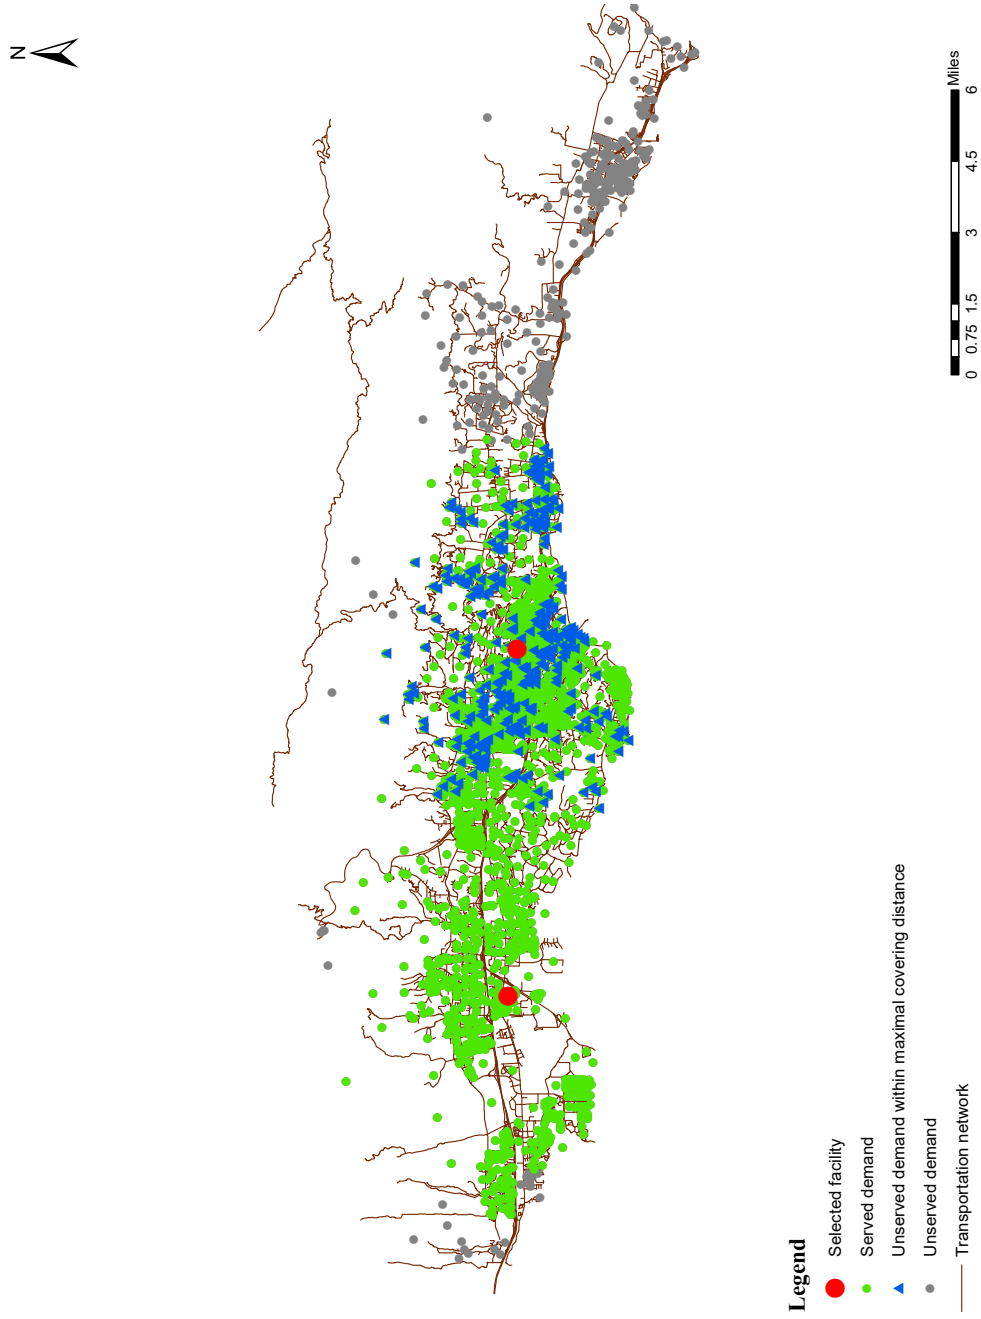 N
Miles
0 0.75 1.5 3 4.5 6
Legend
Selected facility
Served demand
Unserved demand within maximal covering distance
Unserved demand
Transportation network